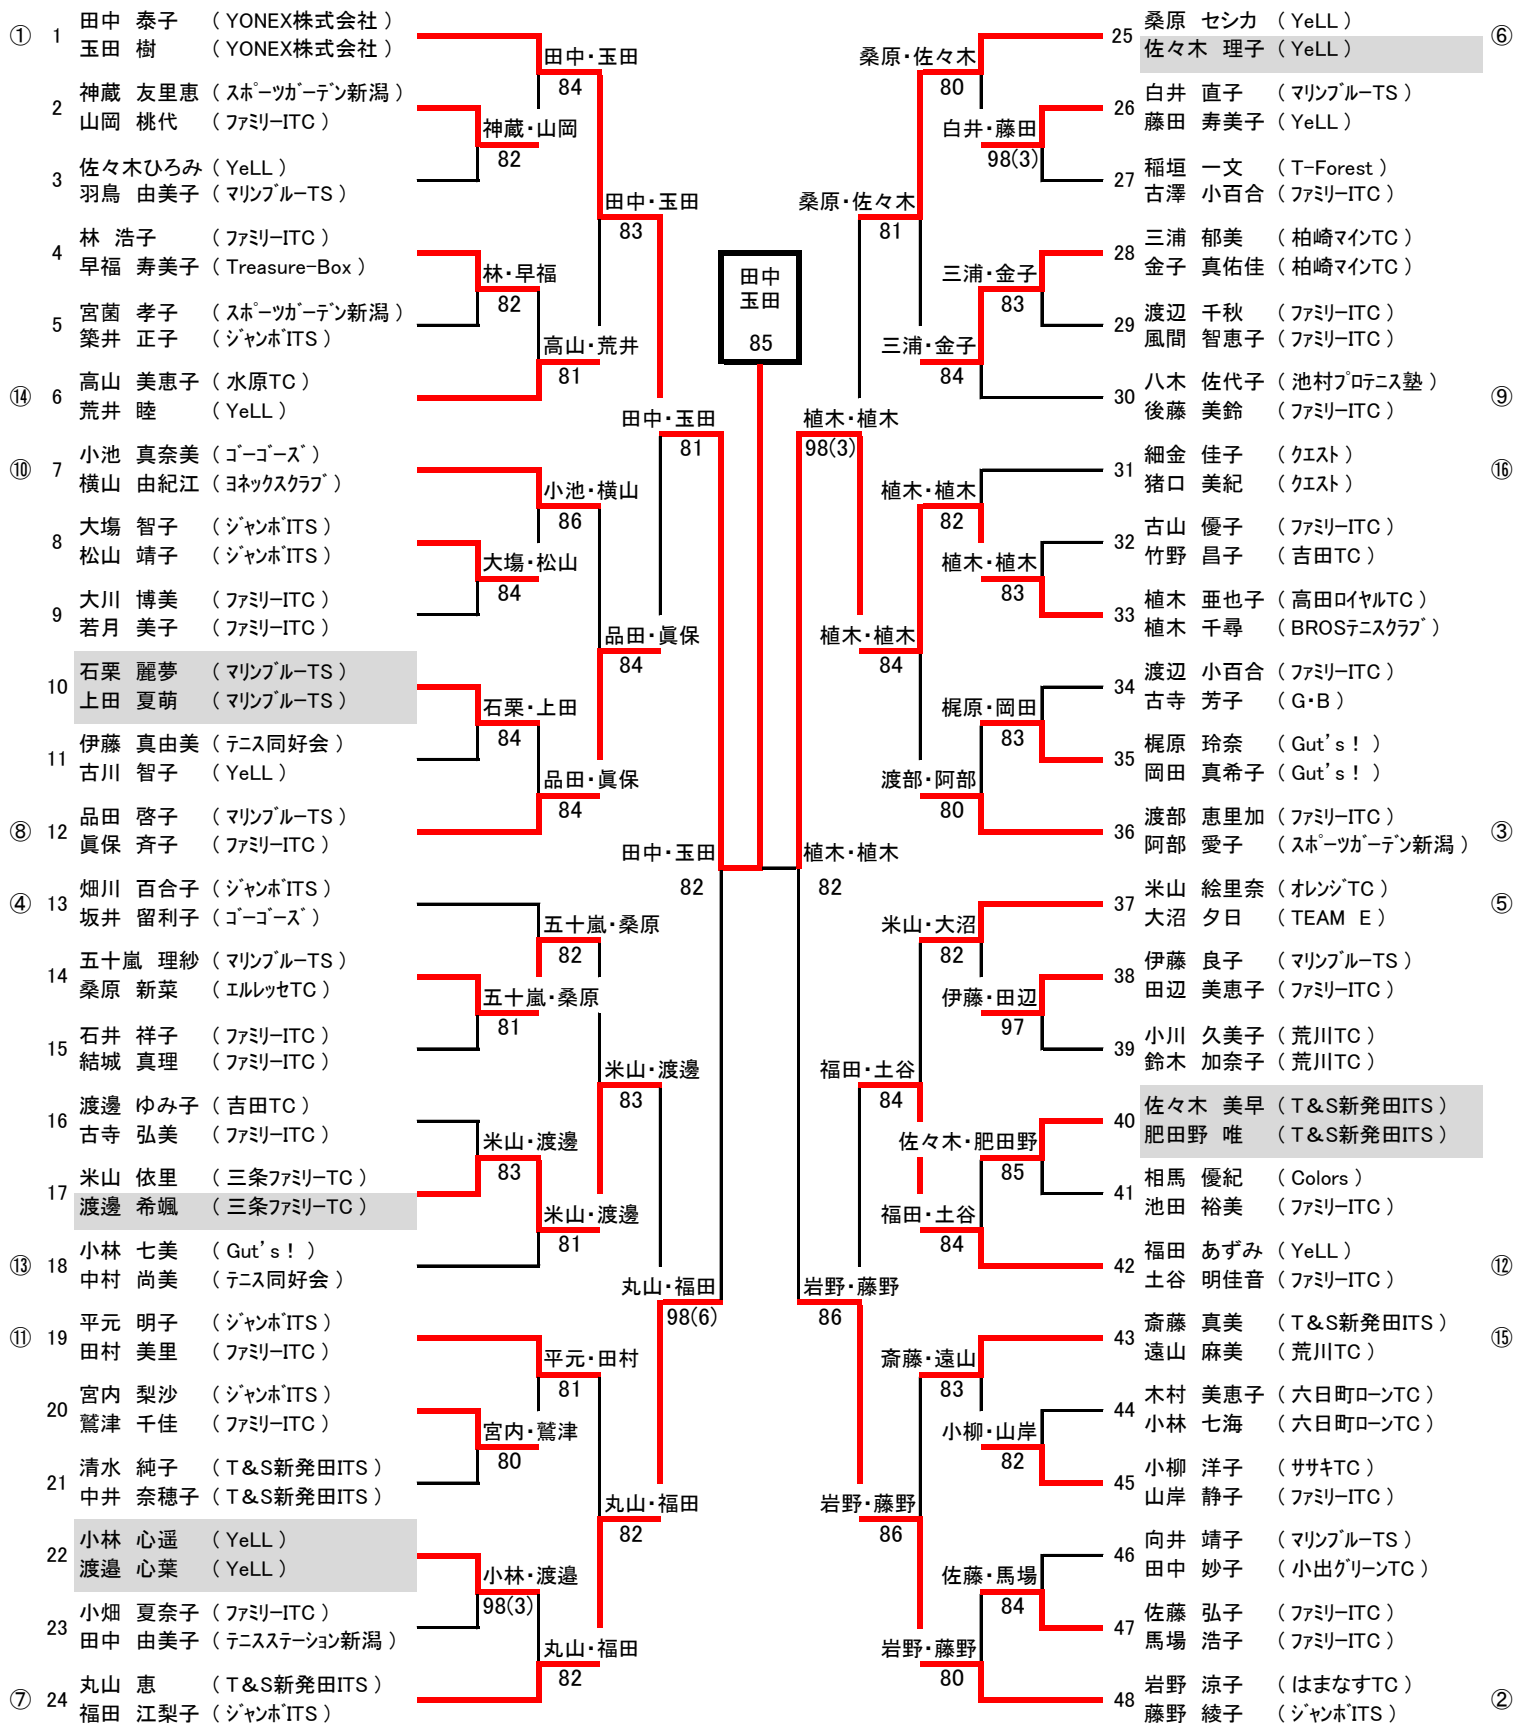 ① 1 田中 泰子 ( YONEX株式会社 )
玉田 樹 ( YONEX株式会社 )
2 神蔵 友里恵 ( スポーツガーデン新潟 )
山岡 桃代 ( ファミリーITC )
3 佐々木ひろみ ( YeLL )
羽鳥 由美子 ( マリンブルーTS )
4 林 浩子 ( ファミリーITC )
早福 寿美子 ( Treasure-Box )
5 宮菌 孝子 ( スポーツガーデン新潟 )
築井 正子 ( ジャンボITS )
⑭ 6 高山 美恵子 ( 水原TC )
荒井 睦 ( YeLL )
⑩ 7 小池 真奈美 ( ゴーゴーズ )
横山 由紀江 ( ヨネックスクラブ )
8 大塲 智子 ( ジャンボITS )
松山 靖子 ( ジャンボITS )
9 大川 博美 ( ファミリーITC )
若月 美子 ( ファミリーITC )
10 石栗 麗夢 ( マリンブルーTS )
上田 夏萌 ( マリンブルーTS )
11 伊藤 真由美 ( テニス同好会 )
古川 智子 ( YeLL )
⑧ 12 品田 啓子 ( マリンブルーTS )
眞保 斉子 ( ファミリーITC )
④ 13 畑川 百合子 ( ジャンボITS )
坂井 留利子 ( ゴーゴーズ )
14 五十嵐 理紗 ( マリンブルーTS )
桑原 新菜 ( エルレッセTC )
15 石井 祥子 ( ファミリーITC )
結城 真理 ( ファミリーITC )
16 渡邊 ゆみ子 ( 吉田TC )
古寺 弘美 ( ファミリーITC )
17 米山 依里 ( 三条ファミリーTC )
渡邊 希颯 ( 三条ファミリーTC )
⑬ 18 小林 七美 ( Gut's! )
中村 尚美 ( テニス同好会 )
⑪ 19 平元 明子 ( ジャンボITS )
田村 美里 ( ファミリーITC )
20 宮内 梨沙 ( ジャンボITS )
鷲津 千佳 ( ファミリーITC )
21 清水 純子 ( T&S新発田ITS )
中井 奈穂子 ( T&S新発田ITS )
22 小林 心遥 ( YeLL )
渡邉 心葉 ( YeLL )
23 小畑 夏奈子 ( ファミリーITC )
田中 由美子 ( テニスステーション新潟 )
⑦ 24 丸山 恵 ( T&S新発田ITS )
福田 江梨子 ( ジャンボITS )
田中・玉田
84
神蔵・山岡
82
田中・玉田
83
林・早福
82
高山・荒井
81
田中・玉田
81
小池・横山
86
大塲・松山
84
品田・眞保
84
石栗・上田
84
品田・眞保
84
田中・玉田
82
五十嵐・桑原
82
五十嵐・桑原
81
米山・渡邊
83
米山・渡邊
83
米山・渡邊
81
丸山・福田
98(6)
平元・田村
81
宮内・鷲津
80
丸山・福田
82
小林・渡邉
98(3)
丸山・福田
82
田中
玉田
85
桑原・佐々木
80
白井・藤田
98(3)
桑原・佐々木
81
三浦・金子
83
三浦・金子
84
植木・植木
98(3)
植木・植木
82
植木・植木
83
植木・植木
84
梶原・岡田
83
渡部・阿部
80
植木・植木
82
米山・大沼
82
伊藤・田辺
97
福田・土谷
84
佐々木・肥田野
85
福田・土谷
84
岩野・藤野
86
斎藤・遠山
83
小柳・山岸
82
岩野・藤野
86
佐藤・馬場
84
岩野・藤野
80
25 桑原 セシカ ( YeLL ) ⑥
佐々木 理子 ( YeLL )
26 白井 直子 ( マリンブルーTS )
藤田 寿美子 ( YeLL )
27 稲垣 一文 ( T-Forest )
古澤 小百合 ( ファミリーITC )
28 三浦 郁美 ( 柏崎マインTC )
金子 真佑佳 ( 柏崎マインTC )
29 渡辺 千秋 ( ファミリーITC )
風間 智恵子 ( ファミリーITC )
30 八木 佐代子 ( 池村プロテニス塾 ) ⑨
後藤 美鈴 ( ファミリーITC )
31 細金 佳子 ( クエスト ) ⑯
猪口 美紀 ( クエスト )
32 古山 優子 ( ファミリーITC )
竹野 昌子 ( 吉田TC )
33 植木 亜也子 ( 高田ロイヤルTC )
植木 千尋 ( BROSテニスクラブ )
34 渡辺 小百合 ( ファミリーITC )
古寺 芳子 ( G・B )
35 梶原 玲奈 ( Gut's! )
岡田 真希子 ( Gut's! )
36 渡部 恵里加 ( ファミリーITC ) ③
阿部 愛子 ( スポーツガーデン新潟 )
37 米山 絵里奈 ( オレンジTC ) ⑤
大沼 夕日 ( TEAM E )
38 伊藤 良子 ( マリンブルーTS )
田辺 美恵子 ( ファミリーITC )
39 小川 久美子 ( 荒川TC )
鈴木 加奈子 ( 荒川TC )
40 佐々木 美早 ( T&S新発田ITS )
肥田野 唯 ( T&S新発田ITS )
41 相馬 優紀 ( Colors )
池田 裕美 ( ファミリーITC )
42 福田 あずみ ( YeLL ) ⑫
土谷 明佳音 ( ファミリーITC )
43 斎藤 真美 ( T&S新発田ITS ) ⑮
遠山 麻美 ( 荒川TC )
44 木村 美恵子 ( 六日町ローンTC )
小林 七海 ( 六日町ローンTC )
45 小柳 洋子 ( ササキTC )
山岸 静子 ( ファミリーITC )
46 向井 靖子 ( マリンブルーTS )
田中 妙子 ( 小出グリーンTC )
47 佐藤 弘子 ( ファミリーITC )
馬場 浩子 ( ファミリーITC )
48 岩野 涼子 ( はまなすTC ) ②
藤野 綾子 ( ジャンボITS )